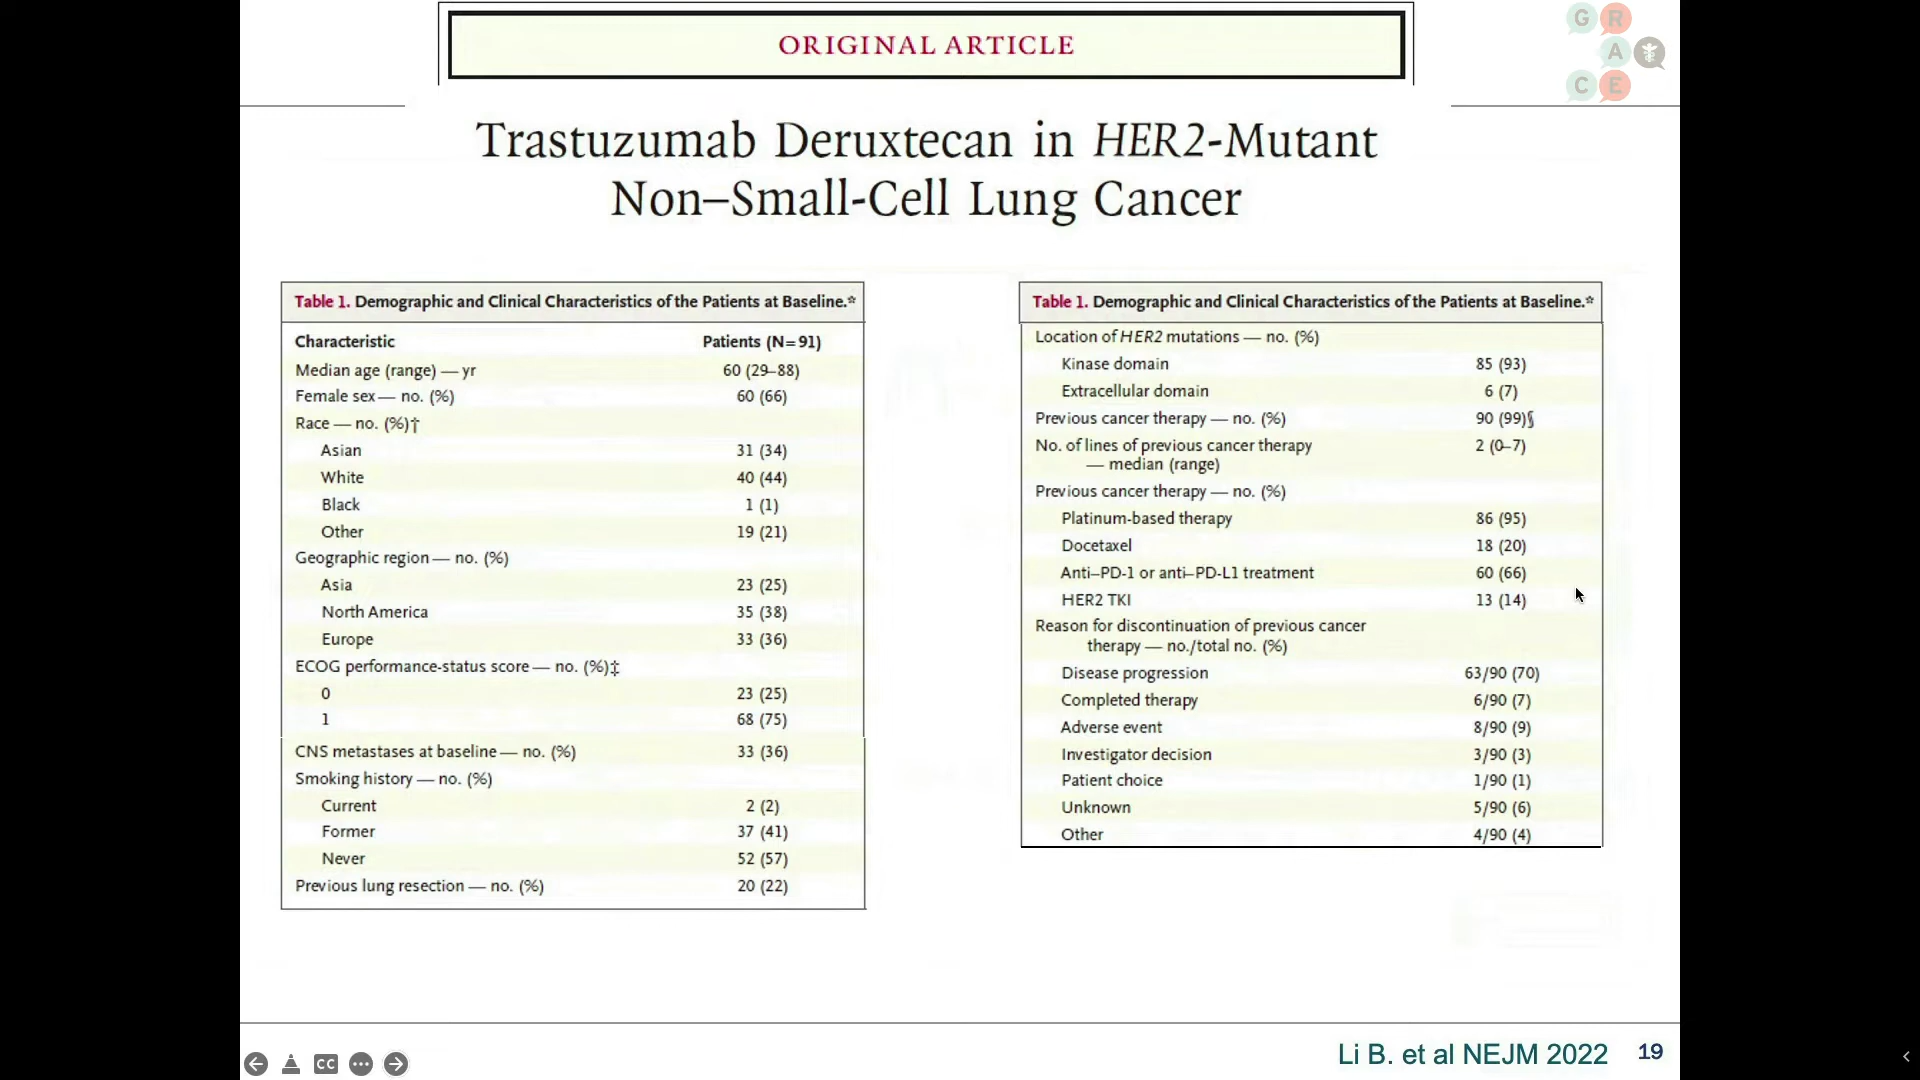 ORIGINAL ARTICLE
G R
A
C E
Trastuzumab Deruxtecan in HER2-Mutant
Non–Small-Cell Lung Cancer
Table 1. Demographic and Clinical Characteristics of the Patients at Baseline.*
Characteristic Patients (N=91)
Median age (range) — yr 60 (29–88)
Female sex — no. (%) 60 (66)
Race — no. (%)†
Asian 31 (34)
White 40 (44)
Black 1 (1)
Other 19 (21)
Geographic region — no. (%)
Asia 23 (25)
North America 35 (38)
Europe 33 (36)
ECOG performance-status score — no. (%)‡
0 23 (25)
1 68 (75)
CNS metastases at baseline — no. (%) 33 (36)
Smoking history — no. (%)
Current 2 (2)
Former 37 (41)
Never 52 (57)
Previous lung resection — no. (%) 20 (22)
Table 1. Demographic and Clinical Characteristics of the Patients at Baseline.*
Location of HER2 mutations — no. (%)
Kinase domain 85 (93)
Extracellular domain 6 (7)
Previous cancer therapy — no. (%) 90 (99)§
No. of lines of previous cancer therapy 2 (0–7)
— median (range)
Previous cancer therapy — no. (%)
Platinum-based therapy 86 (95)
Docetaxel 18 (20)
Anti–PD-1 or anti–PD-L1 treatment 60 (66)
HER2 TKI 13 (14)
Reason for discontinuation of previous cancer
therapy — no./total no. (%)
Disease progression 63/90 (70)
Completed therapy 6/90 (7)
Adverse event 8/90 (9)
Investigator decision 3/90 (3)
Patient choice 1/90 (1)
Unknown 5/90 (6)
Other 4/90 (4)
CC
Li B. et al NEJM 2022 19